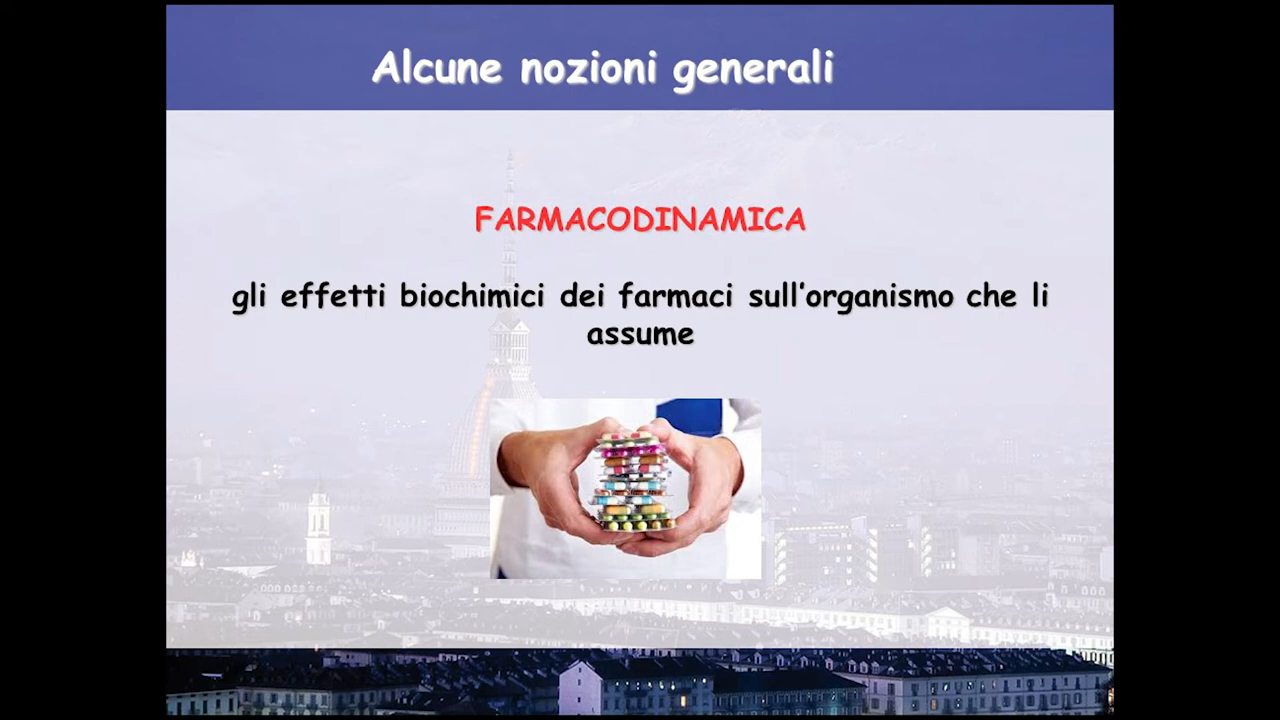 Alcune nozioni generali
FARMACODINAMICA
gli effetti biochimici dei farmaci sull’organismo che li
assume